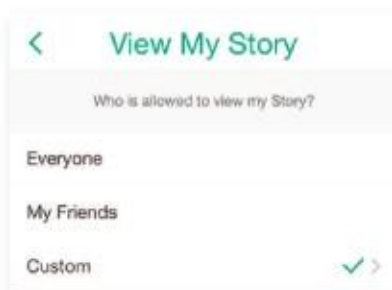 View My Story
Who is allowed to view my Story?
Everyone
My Friends
Custom